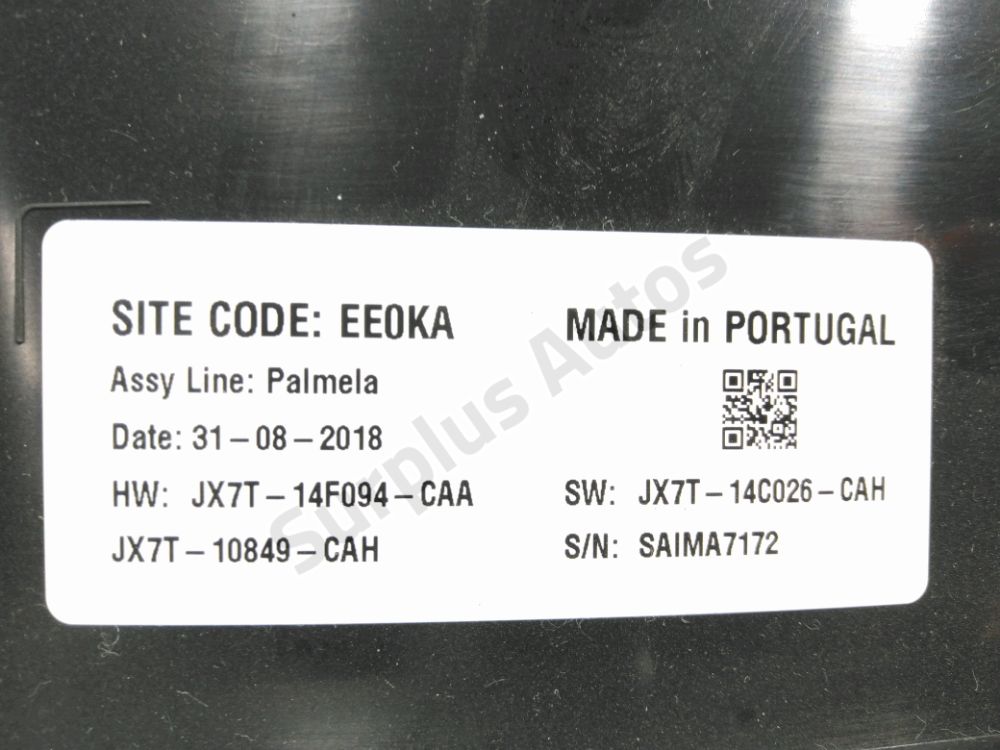 SITE CODE: EE0KA
MADE in PORTUGAL
Assy Line: Palmela
Date: 31-08-2018
HW: JX7T-14F094-CAA
SW: JX7T-14C026-CAH
JX7T-10849-CAH
S/N: SAIMA7172
Surplus Autos